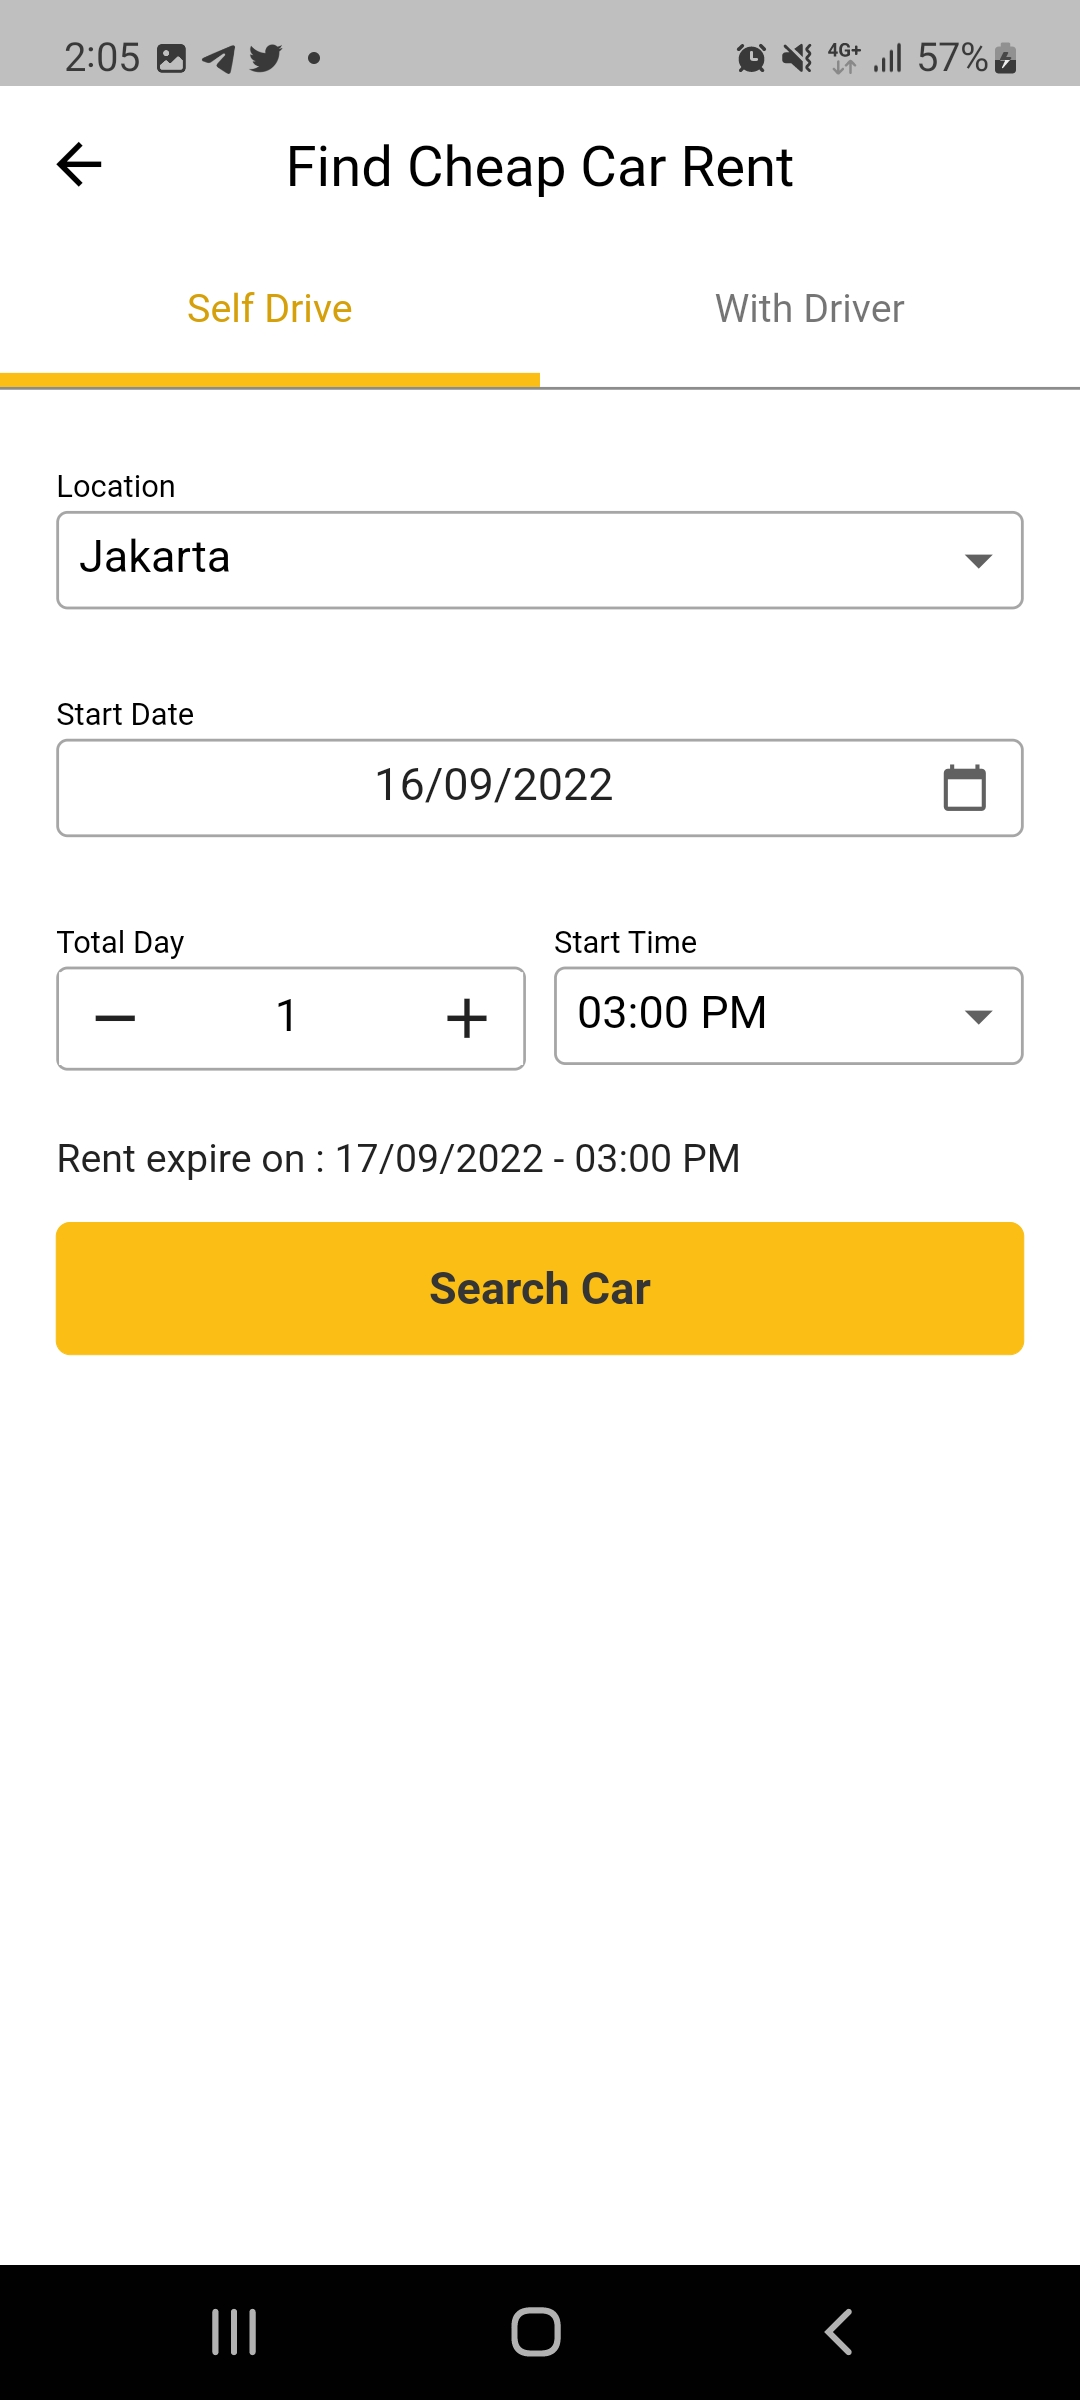 2:05 4G+ 57%
Find Cheap Car Rent
Self Drive With Driver
Location
Jakarta
Start Date
16/09/2022
Total Day Start Time
1 03:00 PM
Rent expire on : 17/09/2022 - 03:00 PM
Search Car